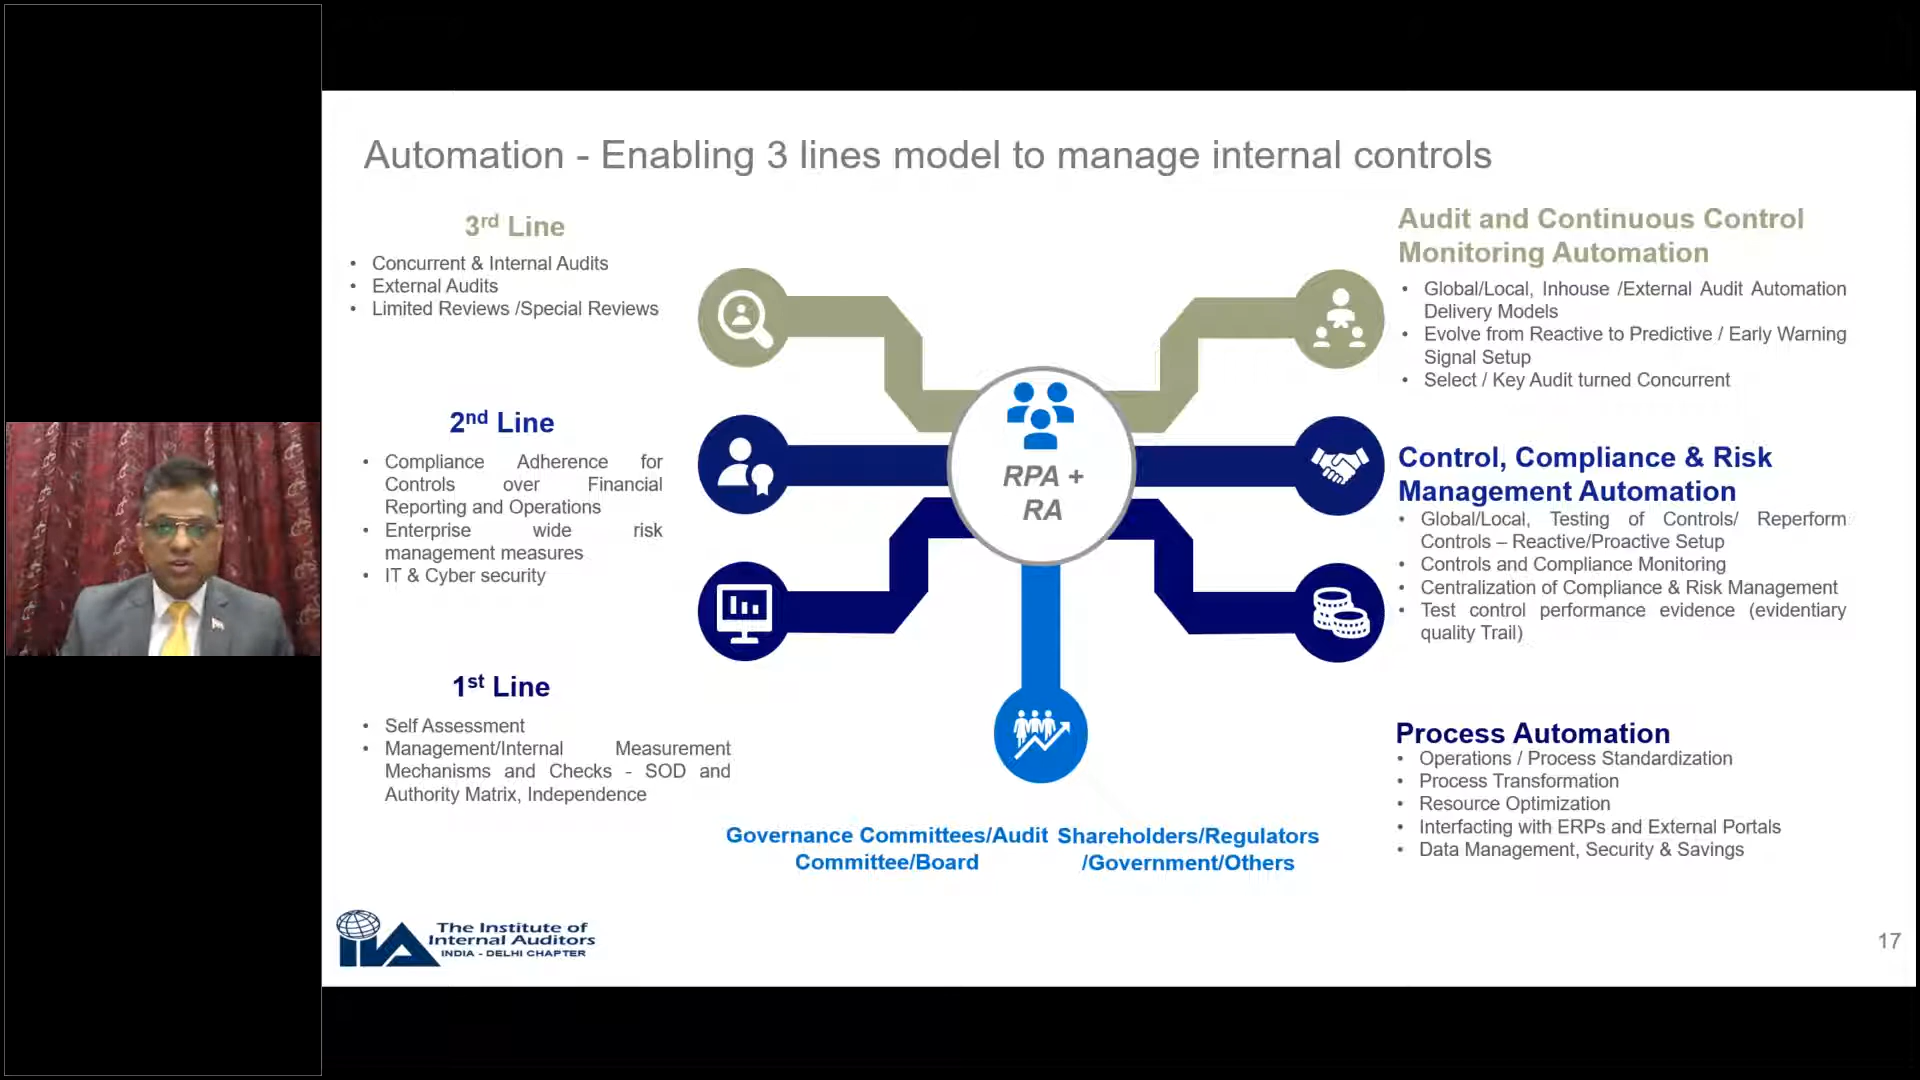 Automation - Enabling 3 lines model to manage internal controls
3rd Line
• Concurrent & Internal Audits
• External Audits
• Limited Reviews /Special Reviews
2nd Line
• Compliance Adherence for
Controls over Financial
Reporting and Operations
• Enterprise wide risk
management measures
• IT & Cyber security
1st Line
• Self Assessment
• Management/Internal Measurement
Mechanisms and Checks - SOD and
Authority Matrix, Independence
RPA +
RA
Governance Committees/Audit
Committee/Board
Shareholders/Regulators
/Government/Others
Audit and Continuous Control
Monitoring Automation
• Global/Local, Inhouse /External Audit Automation
Delivery Models
• Evolve from Reactive to Predictive / Early Warning
Signal Setup
• Select / Key Audit turned Concurrent
Control, Compliance & Risk
Management Automation
• Global/Local, Testing of Controls/ Reperform
Controls – Reactive/Proactive Setup
• Controls and Compliance Monitoring
• Centralization of Compliance & Risk Management
• Test control performance evidence (evidentiary
quality Trail)
Process Automation
• Operations / Process Standardization
• Process Transformation
• Resource Optimization
• Interfacing with ERPs and External Portals
• Data Management, Security & Savings
IIA
The Institute of
Internal Auditors
INDIA - DELHI CHAPTER
17